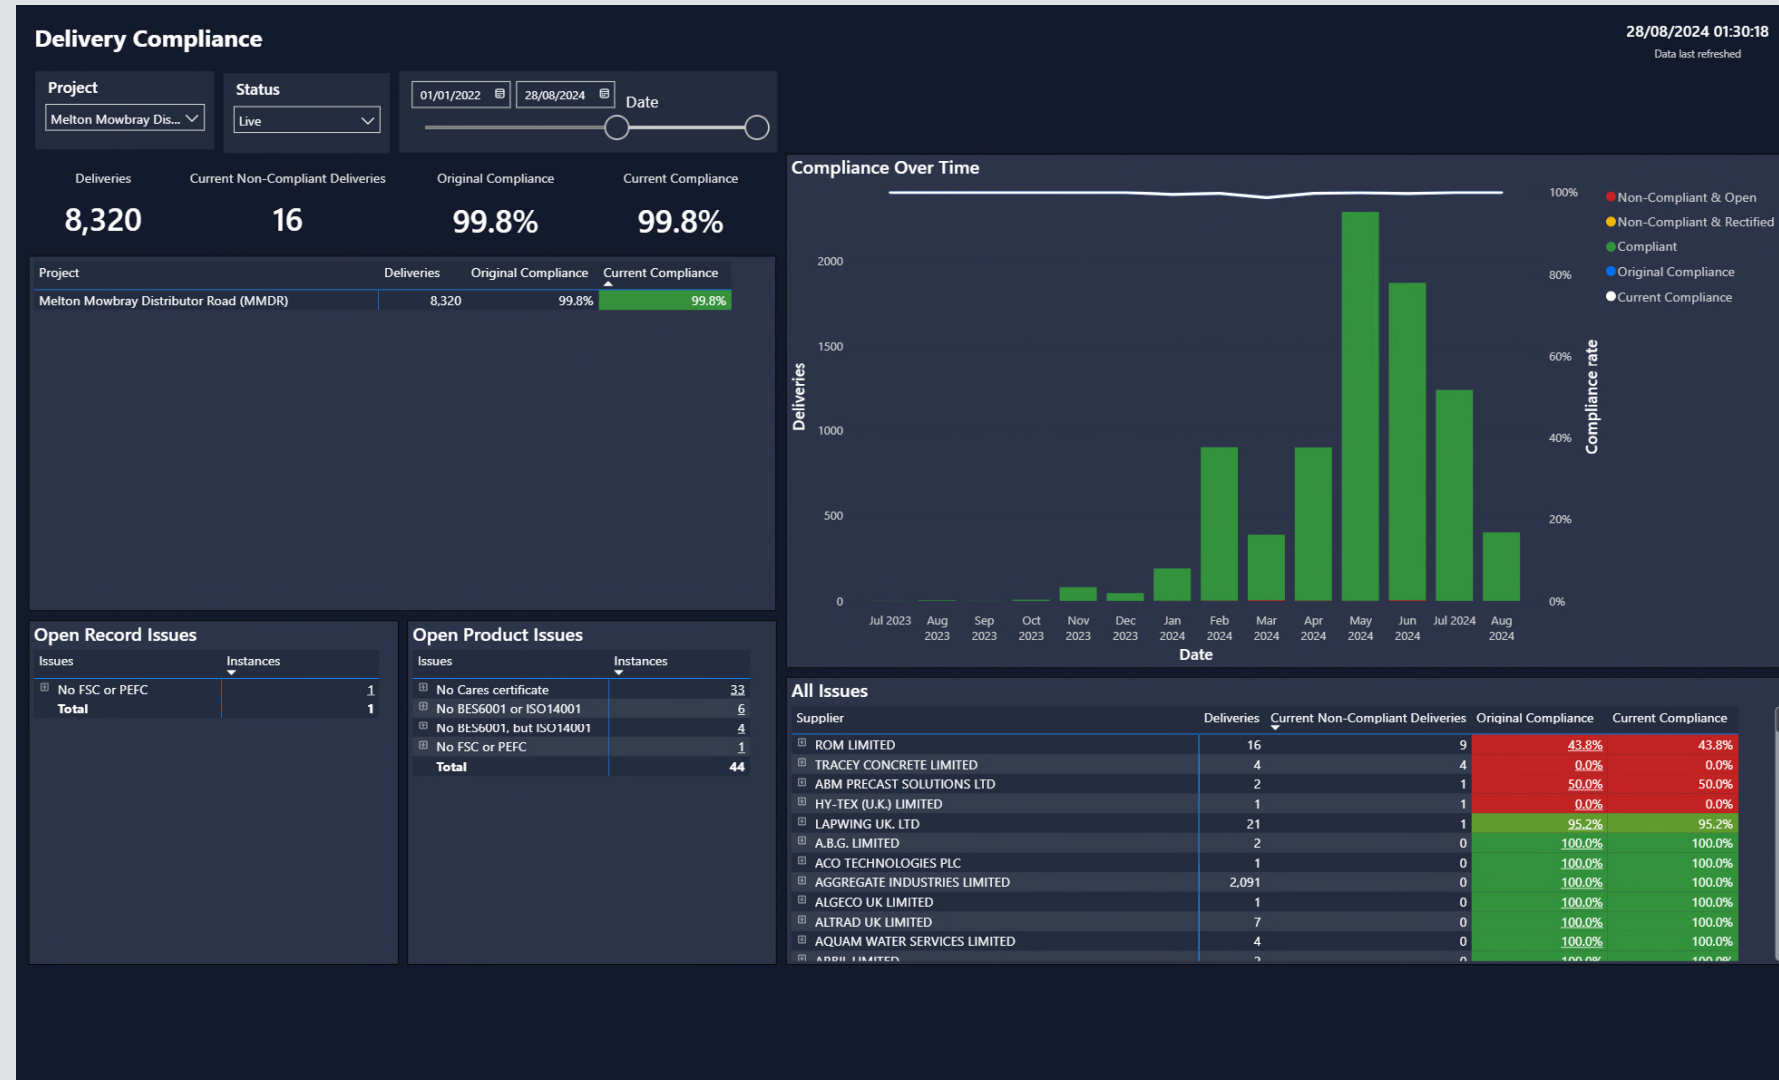 Delivery Compliance
28/08/2024 01:30:18
Data last refreshed
Project
Melton Mowbray Dis...
Status
Live
01/01/2022 28/08/2024 Date
Deliveries Current Non-Compliant Deliveries Original Compliance Current Compliance
8,320 16 99.8% 99.8%
Project Deliveries Original Compliance Current Compliance
Melton Mowbray Distributor Road (MMDR) 8,320 99.8% 99.8%
Compliance Over Time
100%
80%
60%
40%
20%
0%
2000
1500
1000
500
0
Deliveries
Compliance rate
Non-Compliant & Open
Non-Compliant & Rectified
Compliant
Original Compliance
Current Compliance
Jul 2023 Aug 2023 Sep 2023 Oct 2023 Nov 2023 Dec 2023 Jan 2024 Feb 2024 Mar 2024 Apr 2024 May 2024 Jun 2024 Jul 2024 Aug 2024
Date
Open Record Issues
Issues Instances
No FSC or PEFC 1
Total 1
Open Product Issues
Issues Instances
No Cares certificate 33
No BES6001 or ISO14001 6
No BES6001, but ISO14001 4
No FSC or PEFC 1
Total 44
All Issues
Supplier Deliveries Current Non-Compliant Deliveries Original Compliance Current Compliance
ROM LIMITED 16 9 43.8% 43.8%
TRACEY CONCRETE LIMITED 4 4 0.0% 0.0%
ABM PRECAST SOLUTIONS LTD 2 1 50.0% 50.0%
HY-TEX (U.K.) LIMITED 1 1 0.0% 0.0%
LAPWING UK. LTD 21 1 95.2% 95.2%
A.B.G. LIMITED 2 0 100.0% 100.0%
ACO TECHNOLOGIES PLC 1 0 100.0% 100.0%
AGGREGATE INDUSTRIES LIMITED 2,091 0 100.0% 100.0%
ALGECO UK LIMITED 1 0 100.0% 100.0%
ALTRAD UK LIMITED 7 0 100.0% 100.0%
AQUAM WATER SERVICES LIMITED 4 0 100.0% 100.0%
LIMITED 0 100.0% 100.0%